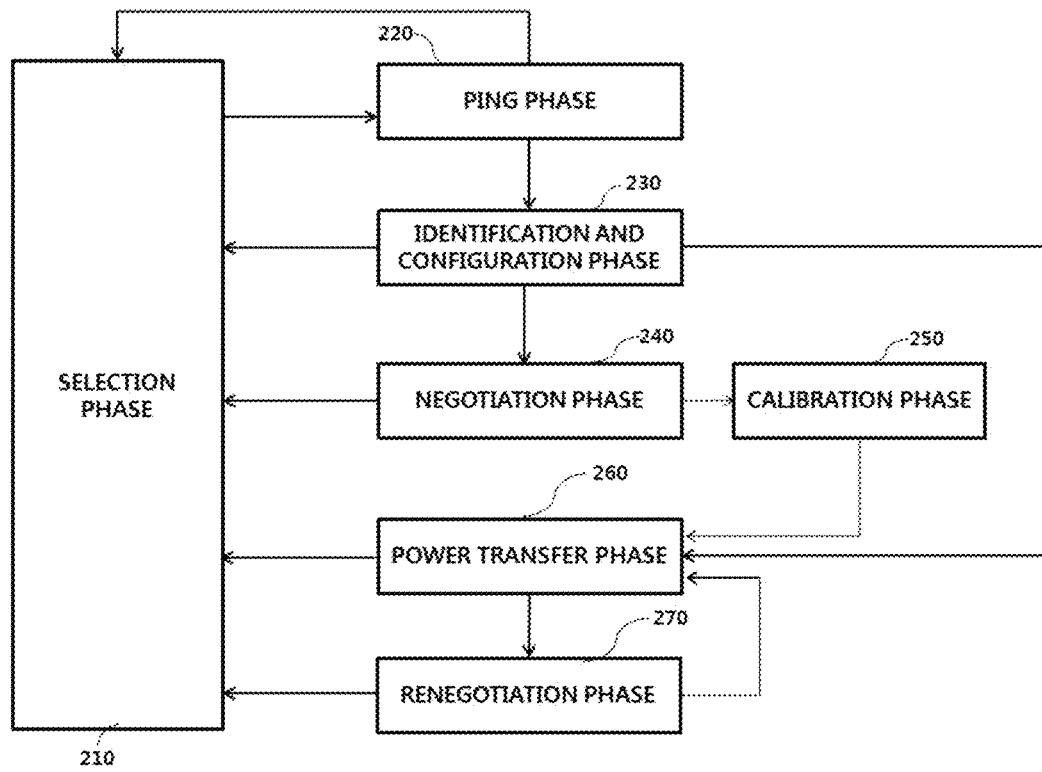 220
PING PHASE
230
IDENTIFICATION AND
CONFIGURATION PHASE
240
250
SELECTION
PHASE
NEGOTIATION PHASE
CALIBRATION PHASE
260
POWER TRANSFER PHASE
270
RENEGOTIATION PHASE
210